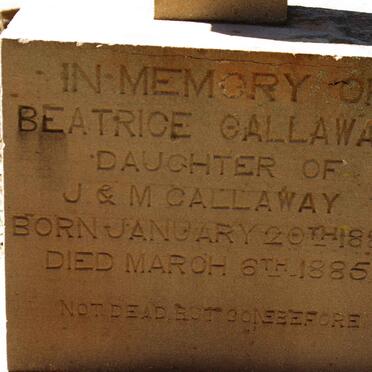 IN MEMORY O
BEATRICE CALLAWA
DAUGHTER OF
J & M CALLAWAY
BORN JANUARY 20TH 188
DIED MARCH 6TH 1885
NOT DEAD BUT GONE BEFORE